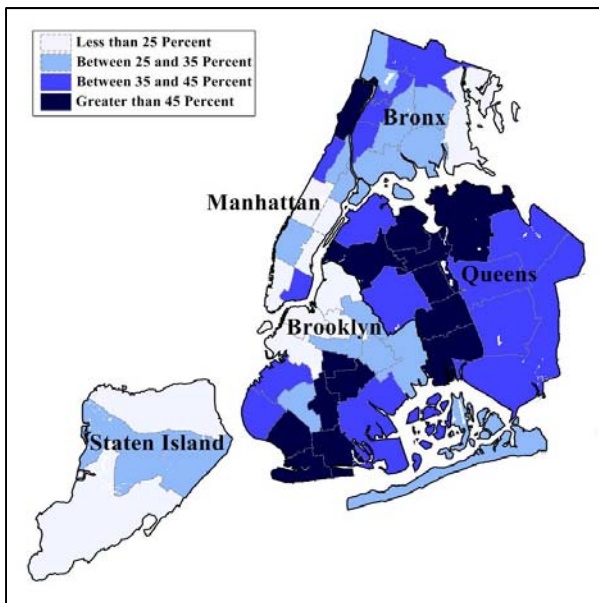 Less than 25 Percent
Between 25 and 35 Percent
Between 35 and 45 Percent
Greater than 45 Percent
Bronx
Manhattan
Queens
Brooklyn
Staten Island